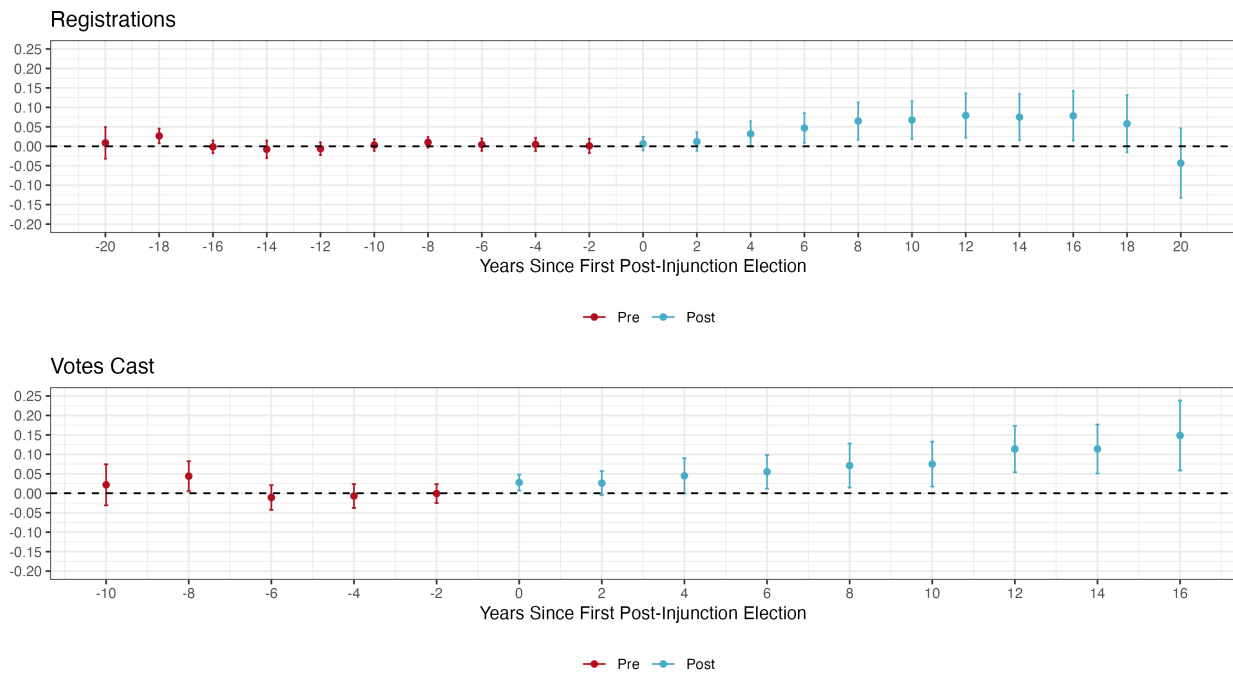 Registrations
0.25
0.20
0.15
0.10
0.05
0.00
-0.05
-0.10
-0.15
-0.20
-20 -18 -16 -14 -12 -10 -8 -6 -4 -2 0 2 4 6 8 10 12 14 16 18 20
Years Since First Post-Injunction Election
Pre Post
Votes Cast
0.25
0.20
0.15
0.10
0.05
0.00
-0.05
-0.10
-0.15
-0.20
-10 -8 -6 -4 -2 0 2 4 6 8 10 12 14 16
Years Since First Post-Injunction Election
Pre Post